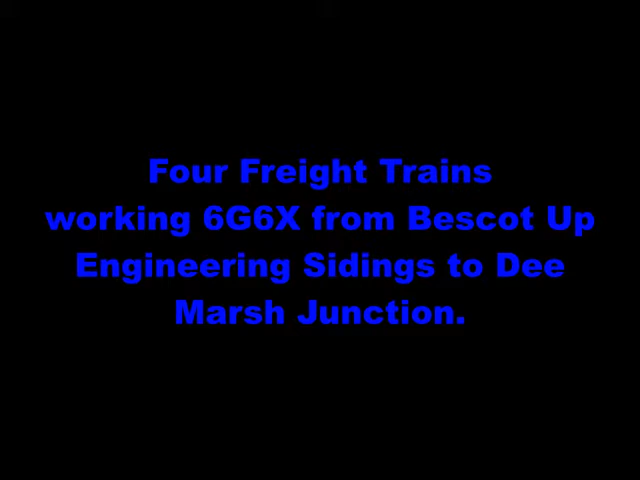 Four Freight Trains
working 6G6X from Bescot Up
Engineering Sidings to Dee
Marsh Junction.